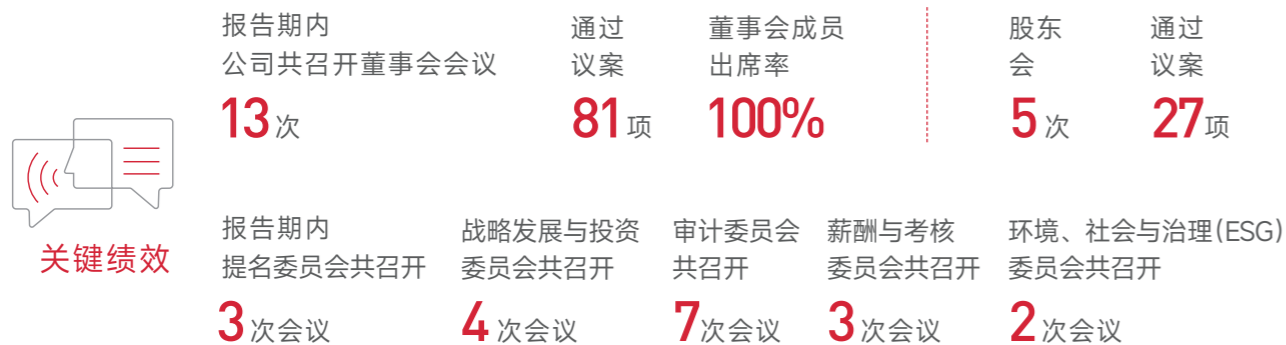 报告期内
公司共召开董事会会议
13 次
通过
议案
81 项
董事会成员
出席率
100%
股东
会
5 次
通过
议案
27 项
关键绩效
报告期内
提名委员会共召开
3 次会议
战略发展与投资
委员会共召开
4 次会议
审计委员会
共召开
7 次会议
薪酬与考核
委员会共召开
3 次会议
环境、社会与治理(ESG)
委员会共召开
2 次会议